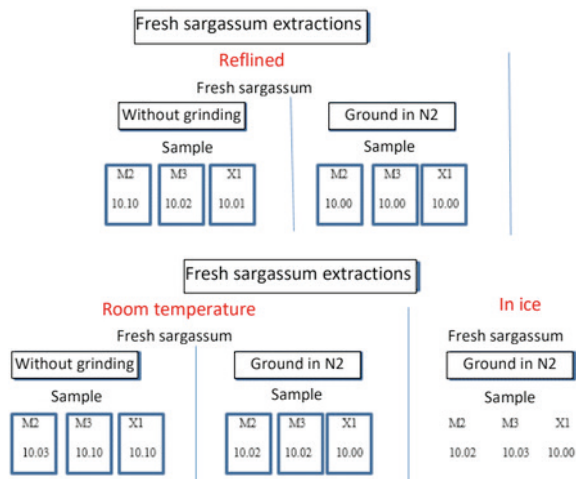 Fresh sargassum extractions
Reflined
Fresh sargassum
Without grinding
Ground in N2
Sample
Sample
M2 M3 X1 M2 M3 X1
10.10 10.02 10.01 10.00 10.00 10.00
Fresh sargassum extractions
Room temperature
In ice
Fresh sargassum
Fresh sargassum
Without grinding
Ground in N2
Ground in N2
Sample
Sample
Sample
M2 M3 X1 M2 M3 X1 M2 M3 X1
10.03 10.10 10.10 10.02 10.02 10.00 10.02 10.03 10.00